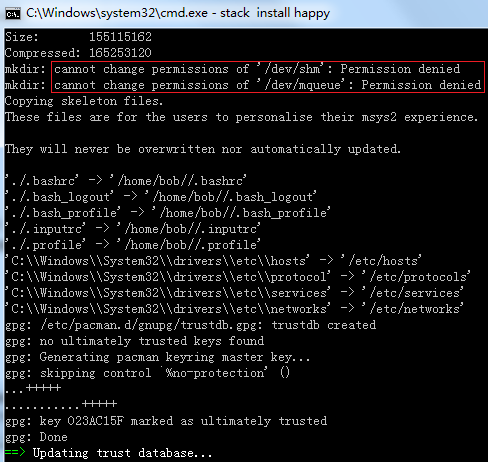 C:\Windows\system32\cmd.exe - stack  install happy
Size:       155115162
Compressed: 165253120
mkdir: cannot change permissions of '/dev/shm': Permission denied
mkdir: cannot change permissions of '/dev/mqueue': Permission denied
Copying skeleton files.
These files are for the users to personalise their msys2 experience.

They will never be overwritten nor automatically updated.

'./.bashrc' -> '/home/bob//.bashrc'
'./.bash_logout' -> '/home/bob//.bash_logout'
'./.bash_profile' -> '/home/bob//.bash_profile'
'./.inputrc' -> '/home/bob//.inputrc'
'./.profile' -> '/home/bob//.profile'
'C:\\Windows\\System32\\drivers\\etc\\hosts' -> '/etc/hosts'
'C:\\Windows\\System32\\drivers\\etc\\protocol' -> '/etc/protocols'
'C:\\Windows\\System32\\drivers\\etc\\services' -> '/etc/services'
'C:\\Windows\\System32\\drivers\\etc\\networks' -> '/etc/networks'
gpg: /etc/pacman.d/gnupg/trustdb.gpg: trustdb created
gpg: no ultimately trusted keys found
gpg: Generating pacman keyring master key...
gpg: skipping control `%no-protection' ()
...+++++
...........+++++
gpg: key 023AC15F marked as ultimately trusted
gpg: Done
==> Updating trust database...